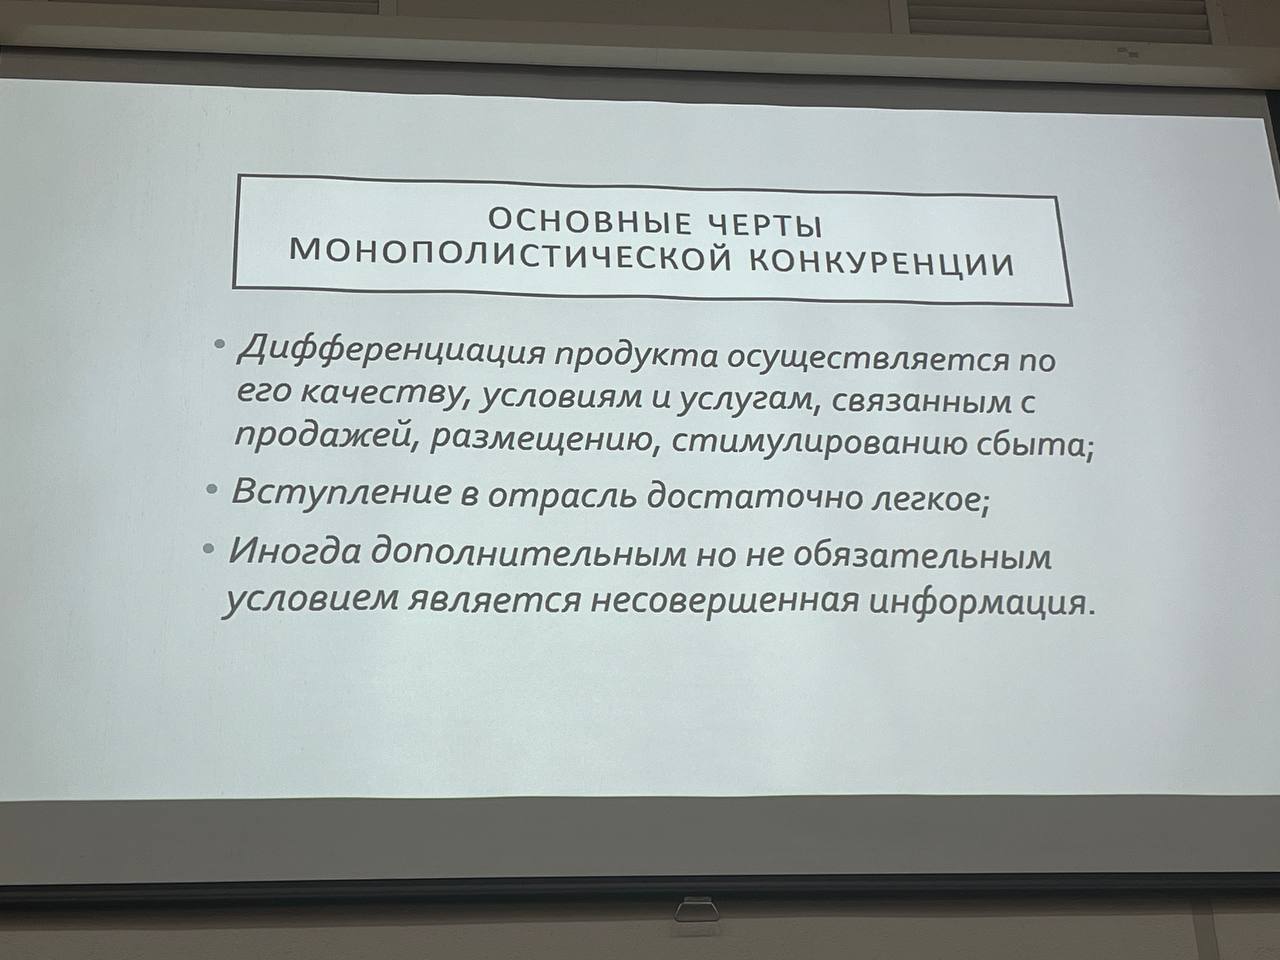 ОСНОВНЫЕ ЧЕРТЫ
МОНОПОЛИСТИЧЕСКОЙ КОНКУРЕНЦИИ
• Дифференциация продукта осуществляется по
его качеству, условиям и услугам, связанным с
продажей, размещению, стимулированию сбыта;
• Вступление в отрасль достаточно легкое;
• Иногда дополнительным но не обязательным
условием является несовершенная информация.